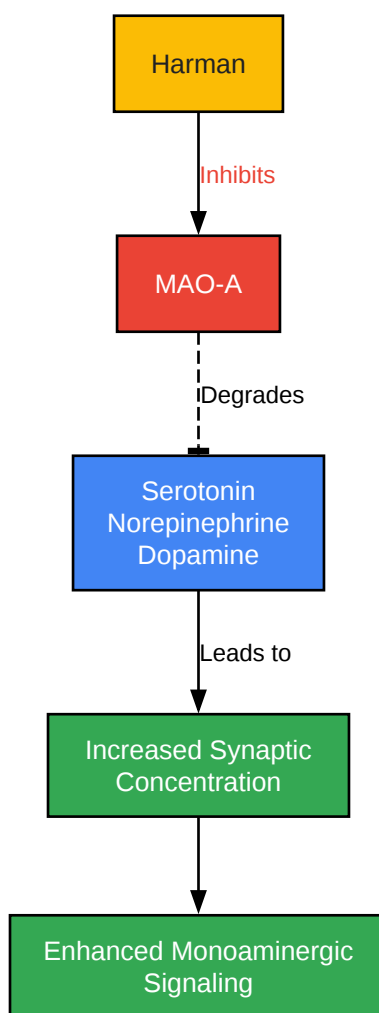 Harman
Inhibits
MAO-A
Degrades
Serotonin
Norepinephrine
Dopamine
Leads to
Increased Synaptic
Concentration
Enhanced Monoaminergic
Signaling